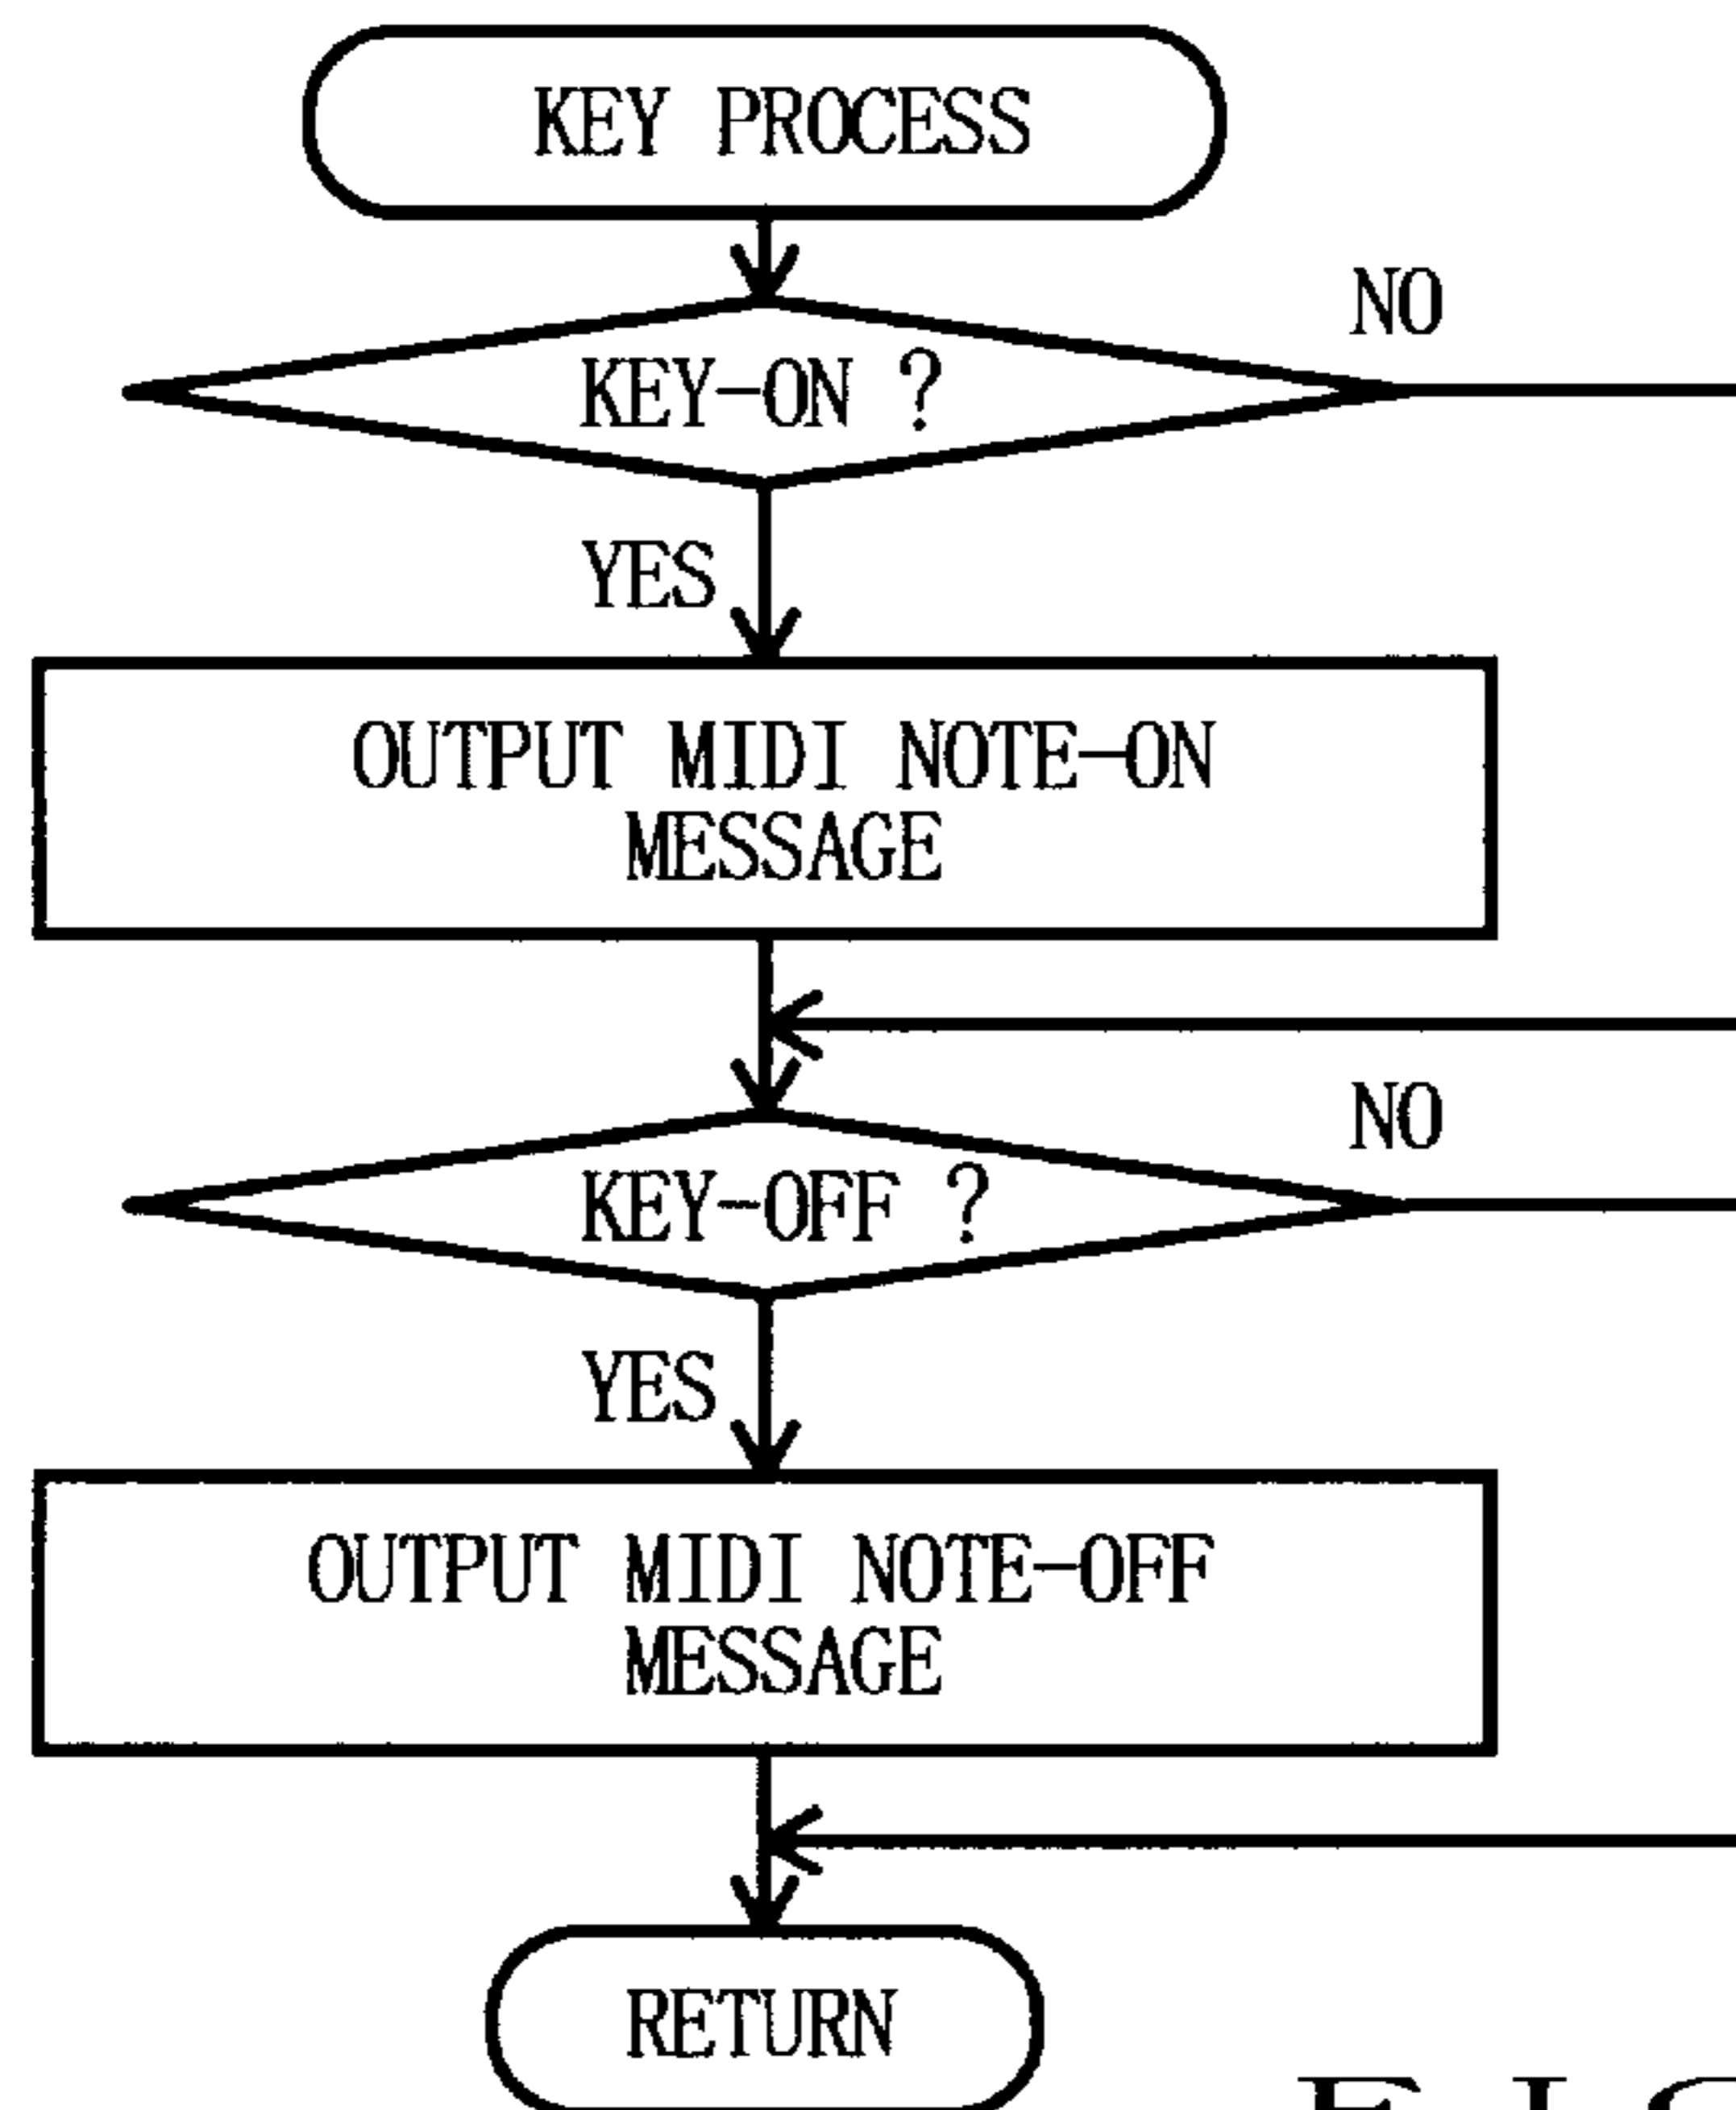 KEY PROCESS
NO
KEY-ON ?
YES
OUTPUT MIDI NOTE-ON
MESSAGE
NO
KEY-OFF ?
YES
OUTPUT MIDI NOTE-OFF
MESSAGE
RETURN